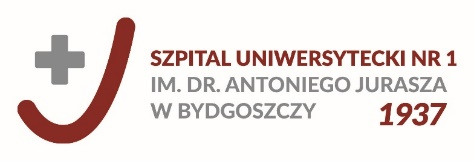 SZPITAL UNIWERSYTECKI NR 1
IM. DR. ANTONIEGO JURASZA
W BYDGOSZCZY 1937